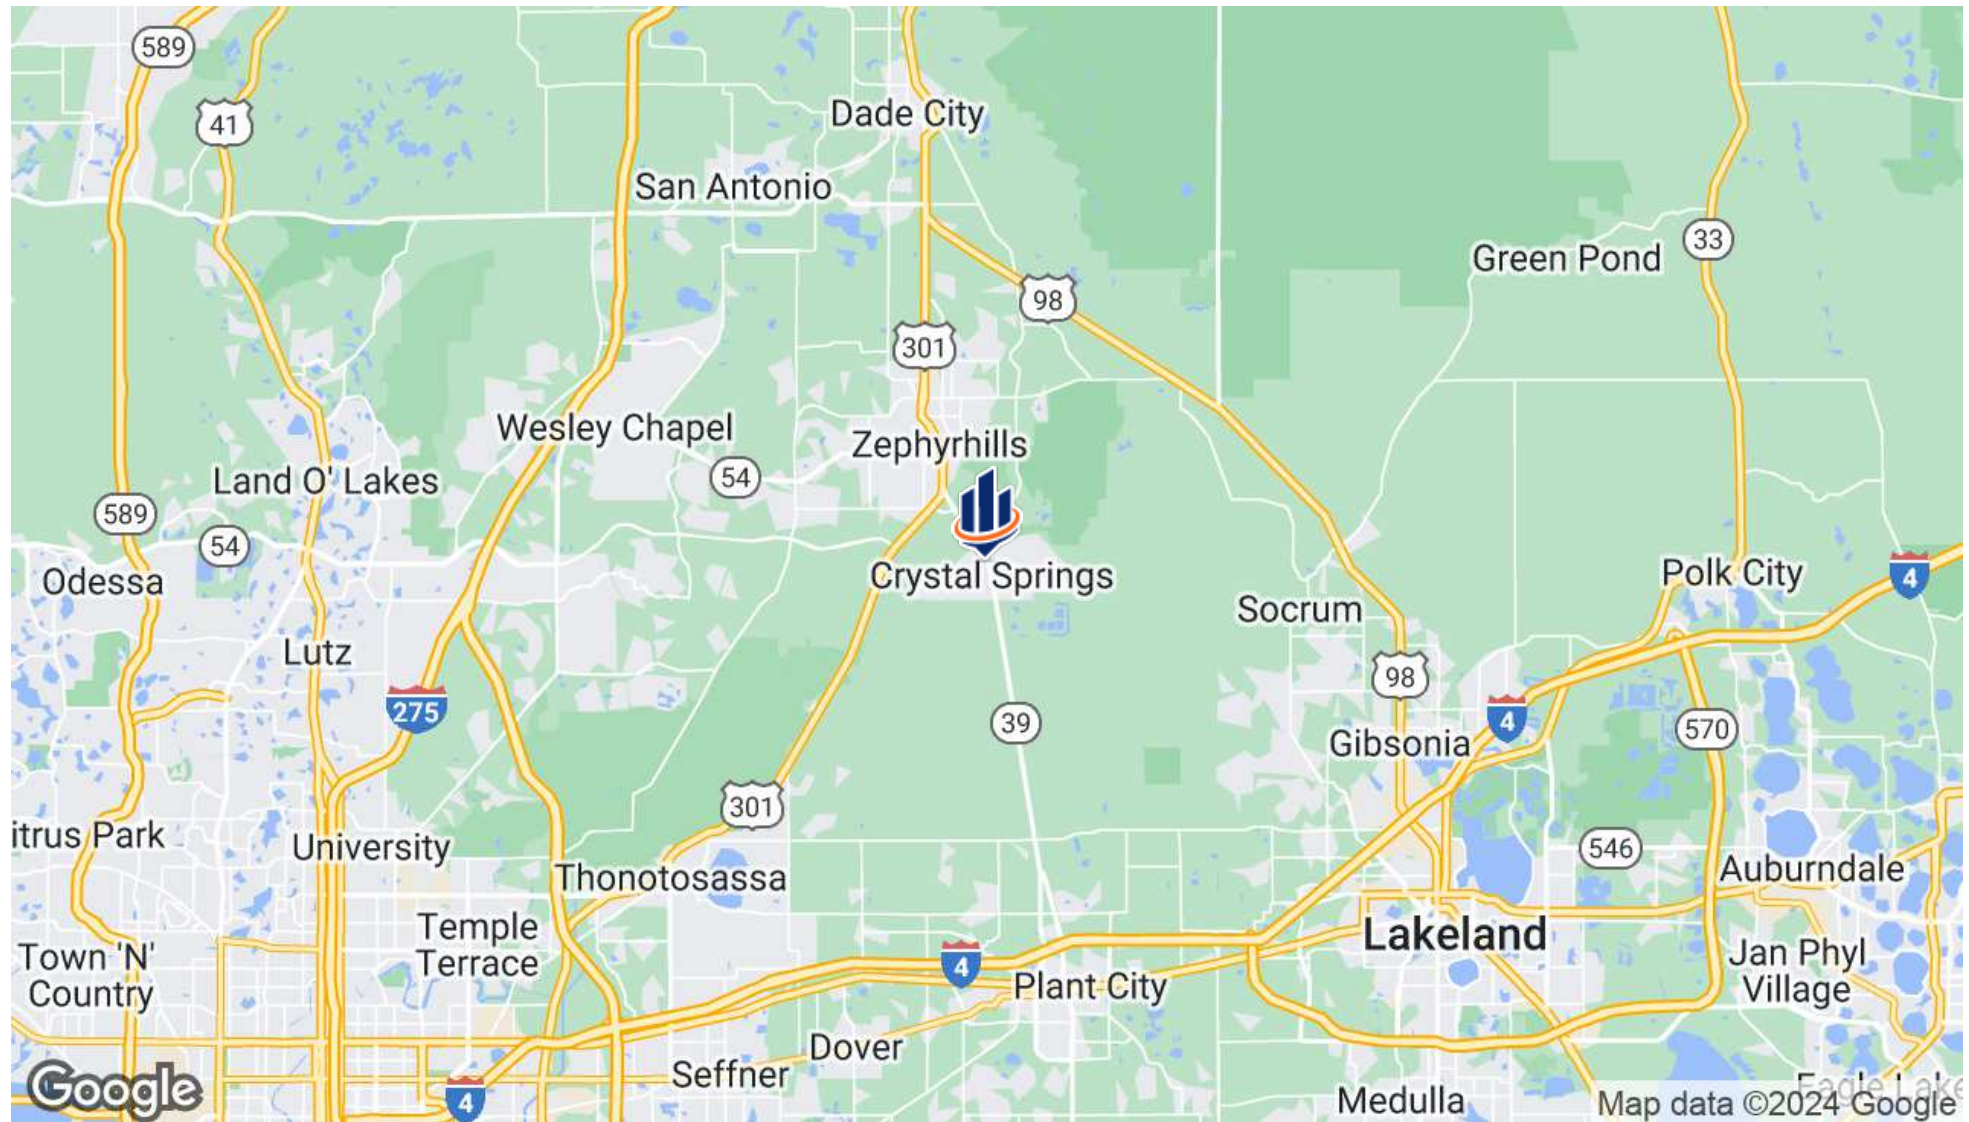 589
41
Dade City
San Antonio
33
Green Pond
98
301
Wesley Chapel
Zephyrhills
54
Land O' Lakes
589
54
Odessa
Crystal Springs
Polk City
4
Socrum
Lutz
98
275
4
39
570
Gibsonia
301
itrus Park
University
546
Auburndale
Thonotosassa
Temple
Terrace
Lakeland
Town 'N'
Country
4
Jan Phyl
Village
Plant City
Dover
Seffner
Google
4
Medulla
Eagle Lake
Map data ©2024 Google